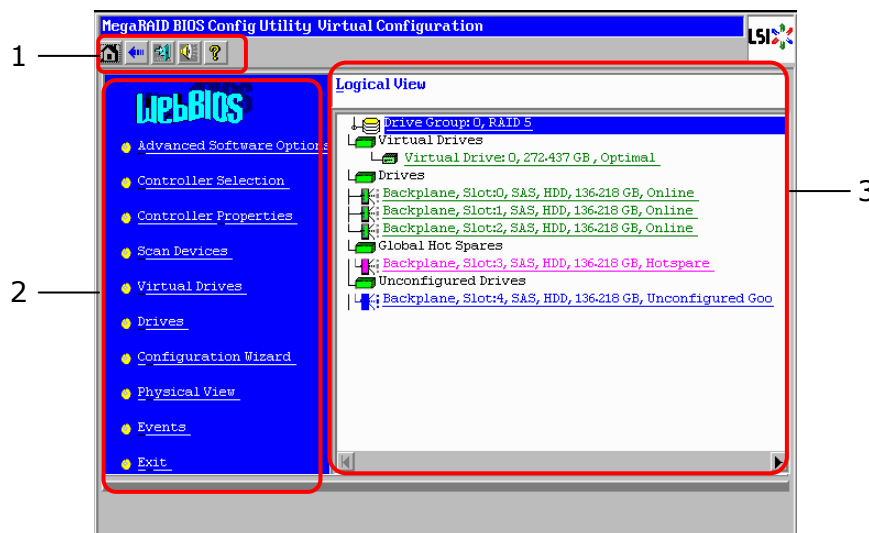 MegaRAID BIOS Config Utility Virtual Configuration
LSI
1
WebBIOS
Advanced Software Options
Controller Selection
Controller Properties
Scan Devices
Virtual Drives
Drives
Configuration Wizard
Physical View
Events
Exit
2
Logical View
Drive Group: 0, RAID 5
Virtual Drives
Virtual Drive: 0, 272.437 GB, Optimal
Drives
Backplane, Slot:0, SAS, HDD, 136.218 GB, Online
Backplane, Slot:1, SAS, HDD, 136.218 GB, Online
Backplane, Slot:2, SAS, HDD, 136.218 GB, Online
Global Hot Spares
Backplane, Slot:3, SAS, HDD, 136.218 GB, Hotspare
Unconfigured Drives
Backplane, Slot:4, SAS, HDD, 136.218 GB, Unconfigured Goo
3